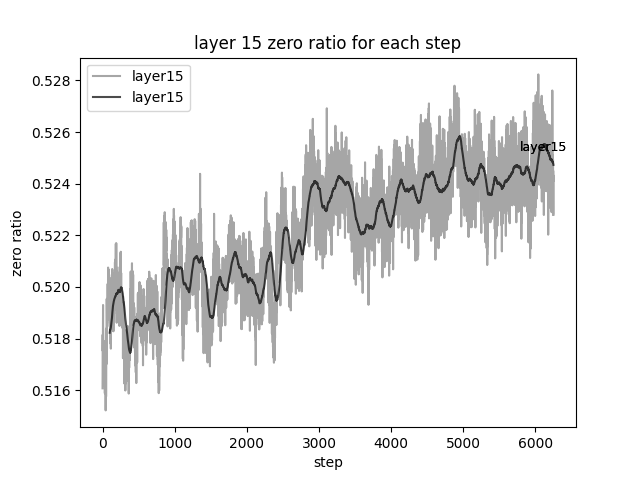 layer 15 zero ratio for each step
layer15
layer15
0.528
0.526
0.524
0.522
0.520
0.518
0.516
zero ratio
layer15
0 1000 2000 3000 4000 5000 6000
step